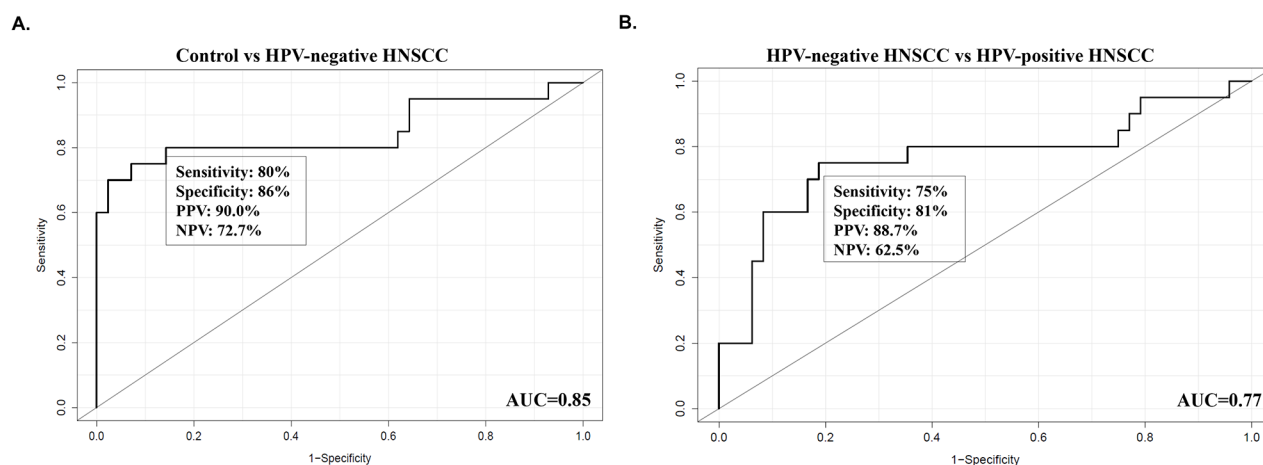 A.
Control vs HPV-negative HNSCC
1.0
0.8
0.6
0.4
0.2
0.0
Sensitivity
Sensitivity: 80%
Specificity: 86%
PPV: 90.0%
NPV: 72.7%
AUC=0.85
0.0 0.2 0.4 0.6 0.8 1.0
1−Specificity
B.
HPV-negative HNSCC vs HPV-positive HNSCC
1.0
0.8
0.6
0.4
0.2
0.0
Sensitivity
Sensitivity: 75%
Specificity: 81%
PPV: 88.7%
NPV: 62.5%
AUC=0.77
0.0 0.2 0.4 0.6 0.8 1.0
1−Specificity